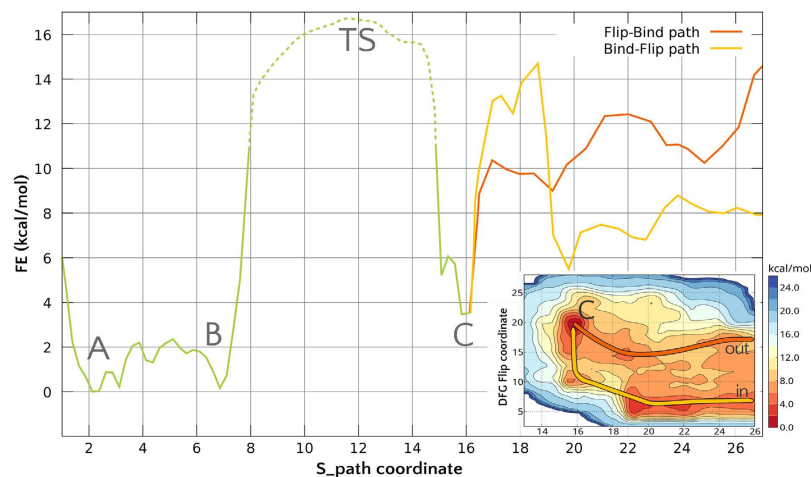 16
14
12
10
8
6
4
2
0
FE (kcal/mol)
TS
A
B
C
Flip-Bind path
Bind-Flip path
2 4 6 8 10 12 14 16 20 22 24 26
S_path coordinate
kcal/mol
24.0
20.0
16.0
12.0
8.0
4.0
0.0
25
20
15
10
5
DFG Flip coordinate
C
out
in
14 16 18 20 22 24 26